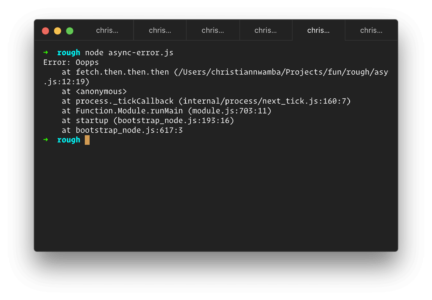 chris... chris... chris... chris... chris... chris...
→ rough node async-error.js
Error: Oopps
at fetch.then.then.then (/Users/christiannwamba/Projects/fun/rough/asy
.js:12:19)
at <anonymous>
at process._tickCallback (internal/process/next_tick.js:160:7)
at Function.Module.runMain (module.js:703:11)
at startup (bootstrap_node.js:193:16)
at bootstrap_node.js:617:3
→ rough